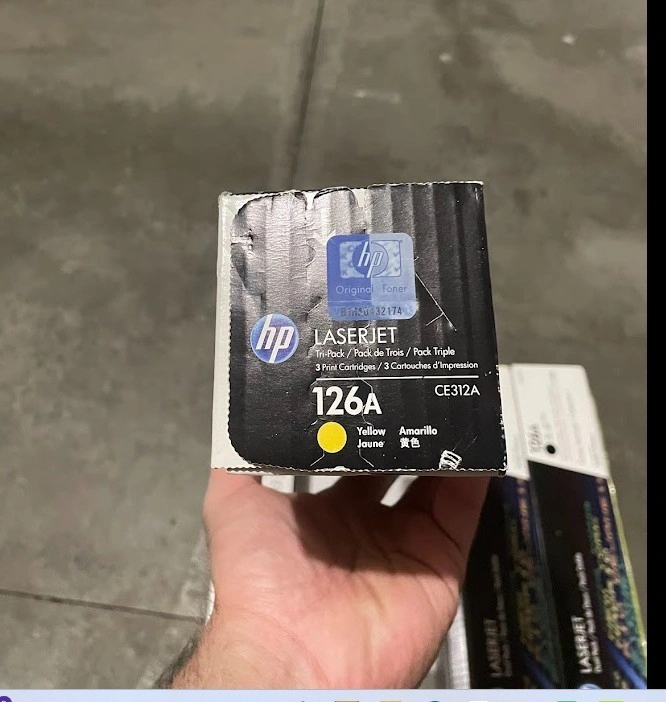 hp
Original Toner
hp
LASERJET
Tri-Pack / Pack de Trois / Pack Triple
3 Print Cartridges / 3 Cartouches d'Impression
126A
CE312A
Yellow Amarillo
Jaune 黄色
126A
LASERJET
LASERJET